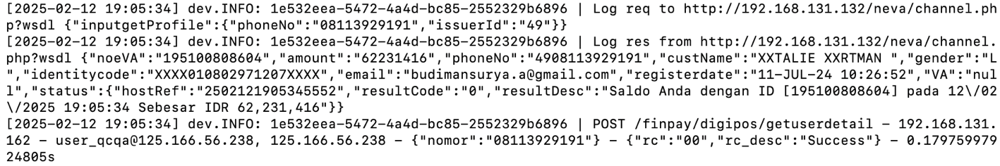 [2025-02-12 19:05:34] dev.INFO: 1e532eea-5472-4a4d-bc85-2552329b6896 | Log req to http://192.168.131.132/neva/channel.ph
p?wsdl {"inputgetProfile":{"phoneNo":"08113929191","issuerId":"49"}}
[2025-02-12 19:05:34] dev.INFO: 1e532eea-5472-4a4d-bc85-2552329b6896 | Log res from http://192.168.131.132/neva/channel.
php?wsdl {"noeVA":"195100808604","amount":"62231416","phoneNo":"4908113929191","custName":"XXTALIE XXRTMAN ","gender":"L
","identitycode":"XXXX010802971207XXXX","email":"budimansurya.a@gmail.com","registerdate":"11-JUL-24 10:26:52","VA":"nul
l","status":{"hostRef":"2502121905345552","resultCode":"0","resultDesc":"Saldo Anda dengan ID [195100808604] pada 12\/02
\/2025 19:05:34 Sebesar IDR 62,231,416"}}
[2025-02-12 19:05:34] dev.INFO: 1e532eea-5472-4a4d-bc85-2552329b6896 | POST /finpay/digipos/getuserdetail - 192.168.131.
162 - user_qcqa@125.166.56.238, 125.166.56.238 - {"nomor":"08113929191"} - {"rc":"00","rc_desc":"Success"} - 0.179759979
24805s